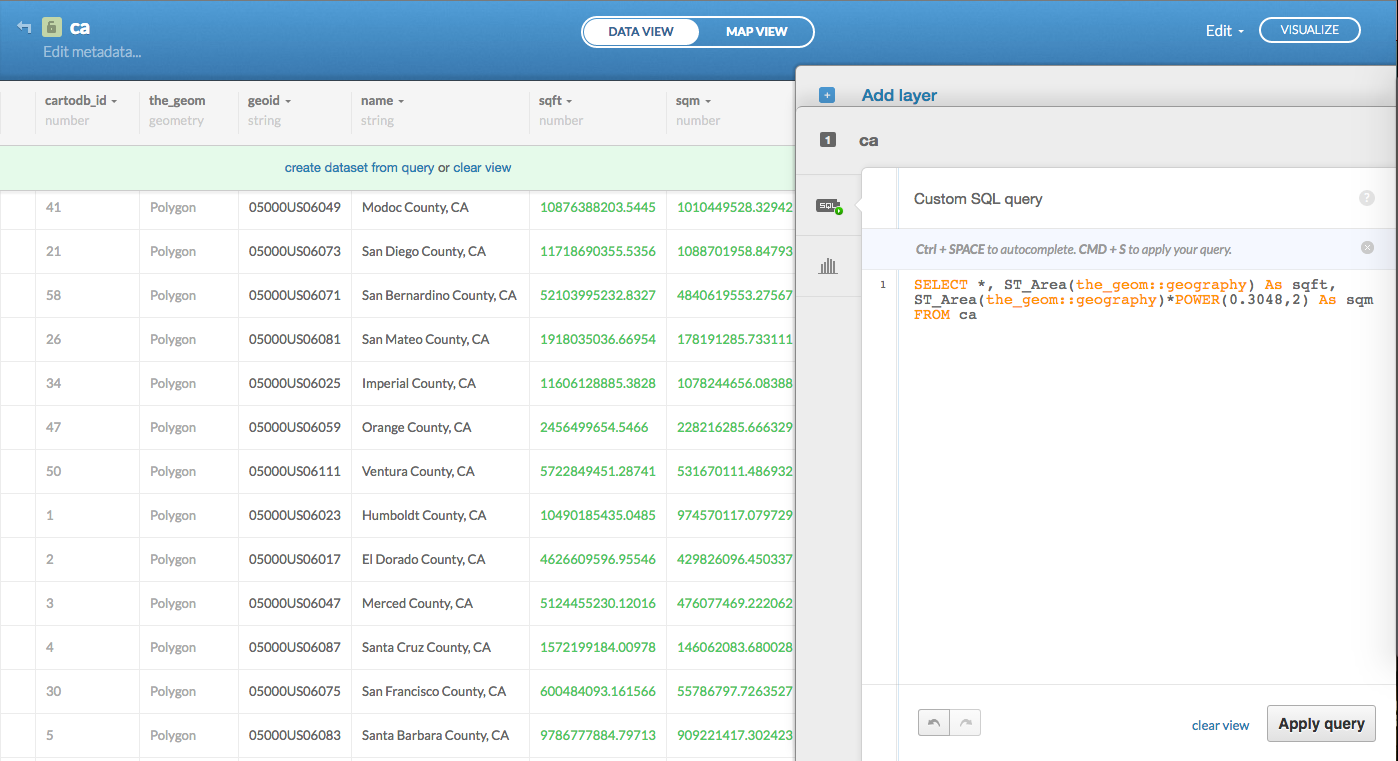 ca
Edit metadata...
DATA VIEW MAP VIEW
Edit VISUALIZE
cartodb_id the_geom geoid name sqft sqm
number geometry string string number number
create dataset from query or clear view
41 Polygon 05000US06049 Modoc County, CA 10876388203.5445 1010449528.32942
21 Polygon 05000US06073 San Diego County, CA 11718690355.5356 1088701958.84793
58 Polygon 05000US06071 San Bernardino County, CA 52103995232.8327 4840619553.27567
26 Polygon 05000US06081 San Mateo County, CA 1918035036.66954 178191285.733111
34 Polygon 05000US06025 Imperial County, CA 11606128885.3828 1078244656.08388
47 Polygon 05000US06059 Orange County, CA 2456499654.5466 228216285.666329
50 Polygon 05000US06111 Ventura County, CA 5722849451.28741 531670111.486932
1 Polygon 05000US06023 Humboldt County, CA 10490185435.0485 974570117.079729
2 Polygon 05000US06017 El Dorado County, CA 4626609596.95546 429826096.450337
3 Polygon 05000US06047 Merced County, CA 5124455230.12016 476077469.222062
4 Polygon 05000US06087 Santa Cruz County, CA 1572199184.00978 146062083.680028
30 Polygon 05000US06075 San Francisco County, CA 600484093.161566 55786797.7263527
5 Polygon 05000US06083 Santa Barbara County, CA 9786777884.79713 909221417.302423
+ Add layer
1 ca
SQL
Custom SQL query ?
Ctrl + SPACE to autocomplete. CMD + S to apply your query.
1 SELECT *, ST_Area(the_geom::geography) As sqft,
ST_Area(the_geom::geography)*POWER(0.3048,2) As sqm
FROM ca
clear view Apply query